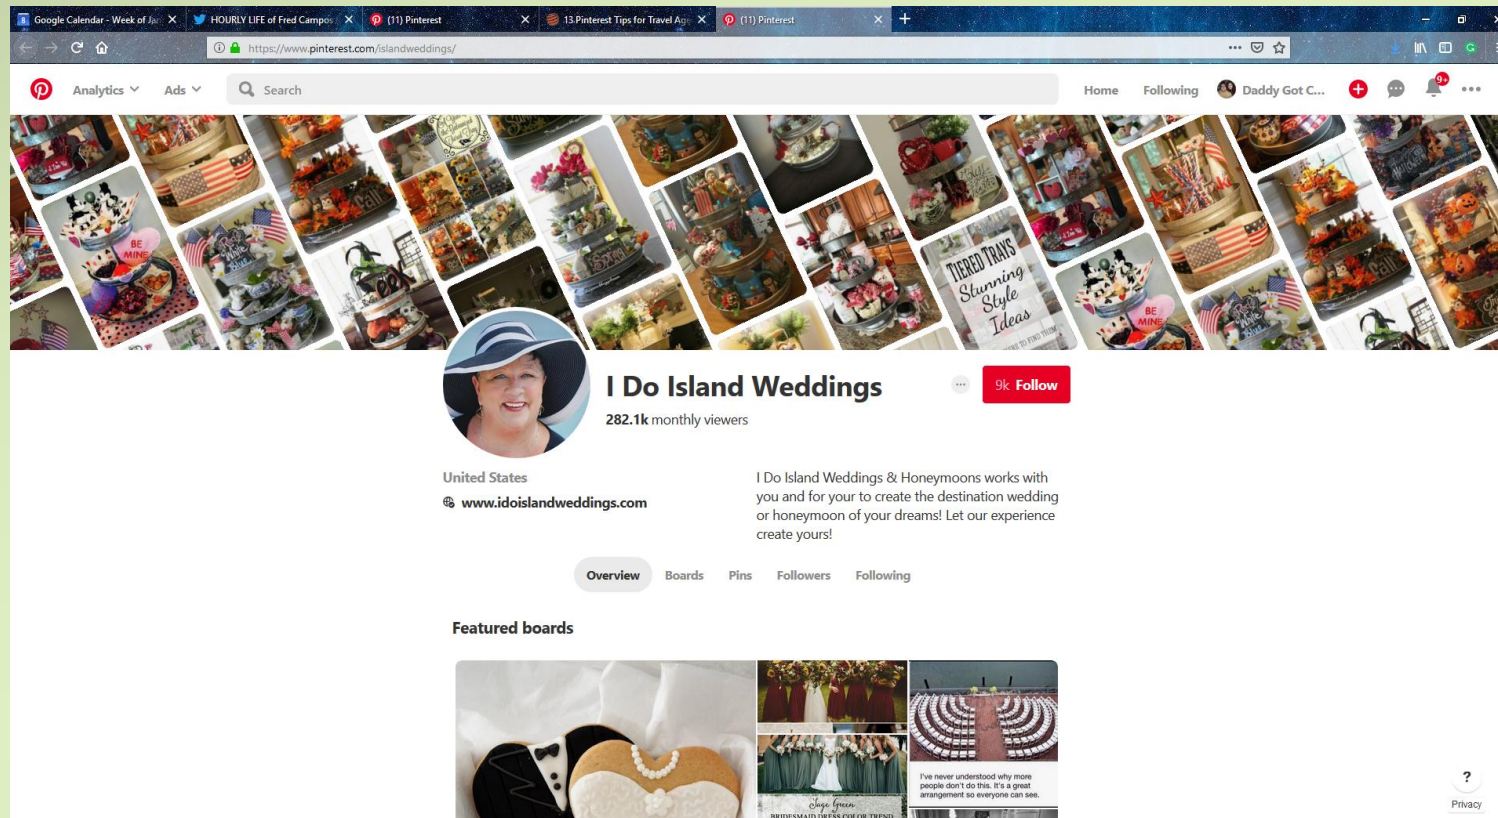 Google Calendar - Week of Jan
HOURLY LIFE of Fred Campos
(11) Pinterest
13 Pinterest Tips for Travel Age
(11) Pinterest
https://www.pinterest.com/islandweddings/
Analytics
Ads
Search
Home
Following
Daddy Got C...
9+
BE
MINE
Spring
Fall
TIERED TRAYS
Stunning
Style
Ideas
BE
MINE
I Do Island Weddings
9k Follow
282.1k monthly viewers
United States
www.idoislandweddings.com
I Do Island Weddings & Honeymoons works with
you and for your to create the destination wedding
or honeymoon of your dreams! Let our experience
create yours!
Overview
Boards
Pins
Followers
Following
Featured boards
I've never understood why more
people don't do this. It's a great
arrangement so everyone can see.
Sage Green
BRIDESMAID DRESS COLOR TREND
?
Privacy